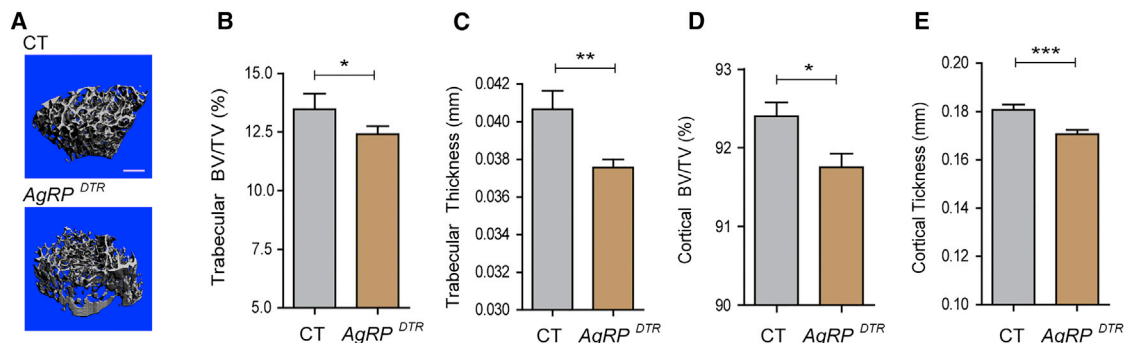 A
CT
AgRP DTR
B
Trabecular BV/TV (%)
15.0
12.5
13.0
7.5
5.0
*
CT AgRP DTR
C
Trabecular Thickness (mm)
0.042
0.040
0.038
0.036
0.034
0.032
0.030
**
CT AgRP DTR
D
Cortical BV/TV (%)
93
92
91
90
*
CT AgRP DTR
E
Cortical Tickness (mm)
0.20
0.18
0.16
0.14
0.12
0.10
***
CT AgRP DTR